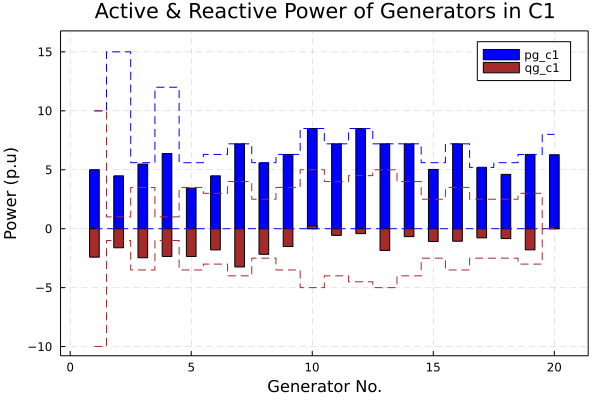 Active & Reactive Power of Generators in C1
pg_c1
qg_c1
Power (p.u)
15
10
5
0
−5
−10
0
5
10
15
20
Generator No.